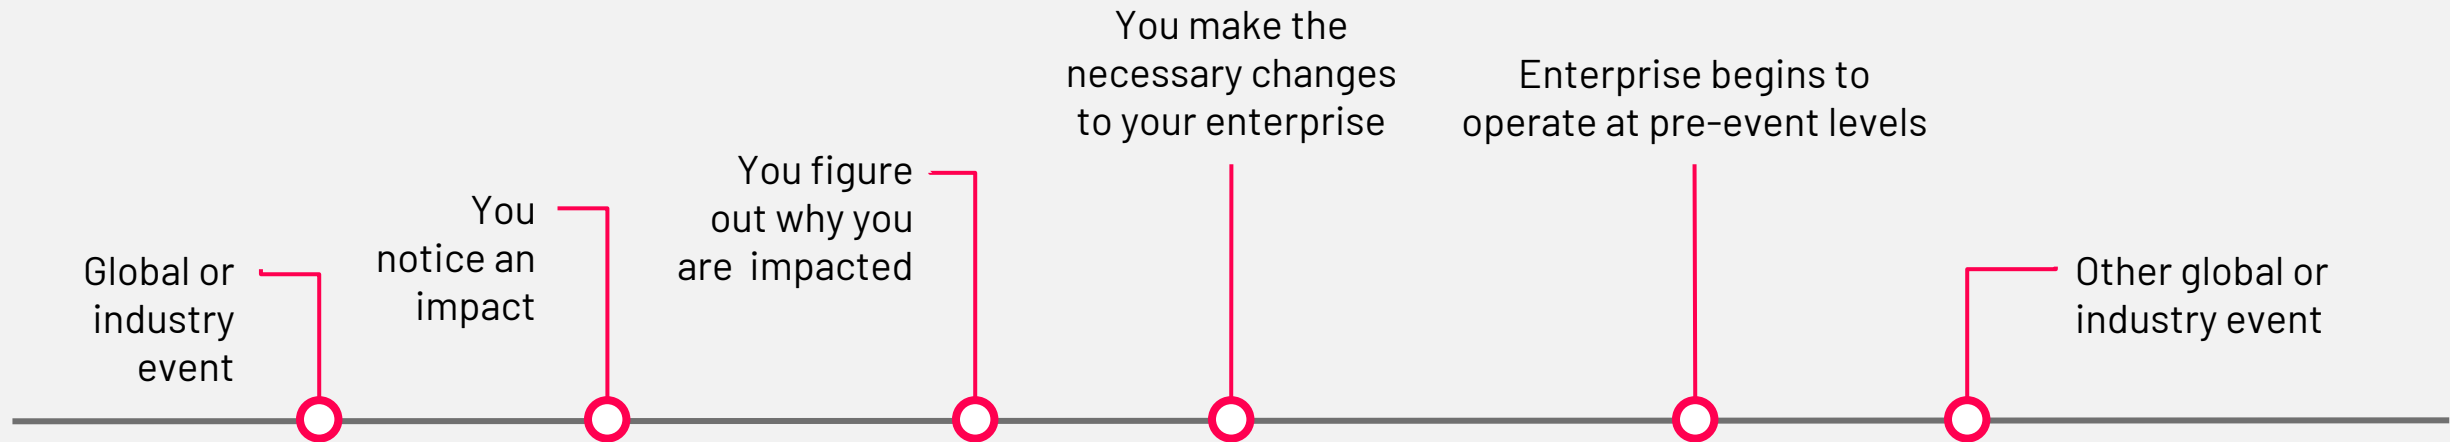 Global or
industry
event
You
notice an
impact
You figure
out why you
are  impacted
You make the
necessary changes
to your enterprise
Enterprise begins to
operate at pre-event levels
Other global or
industry event